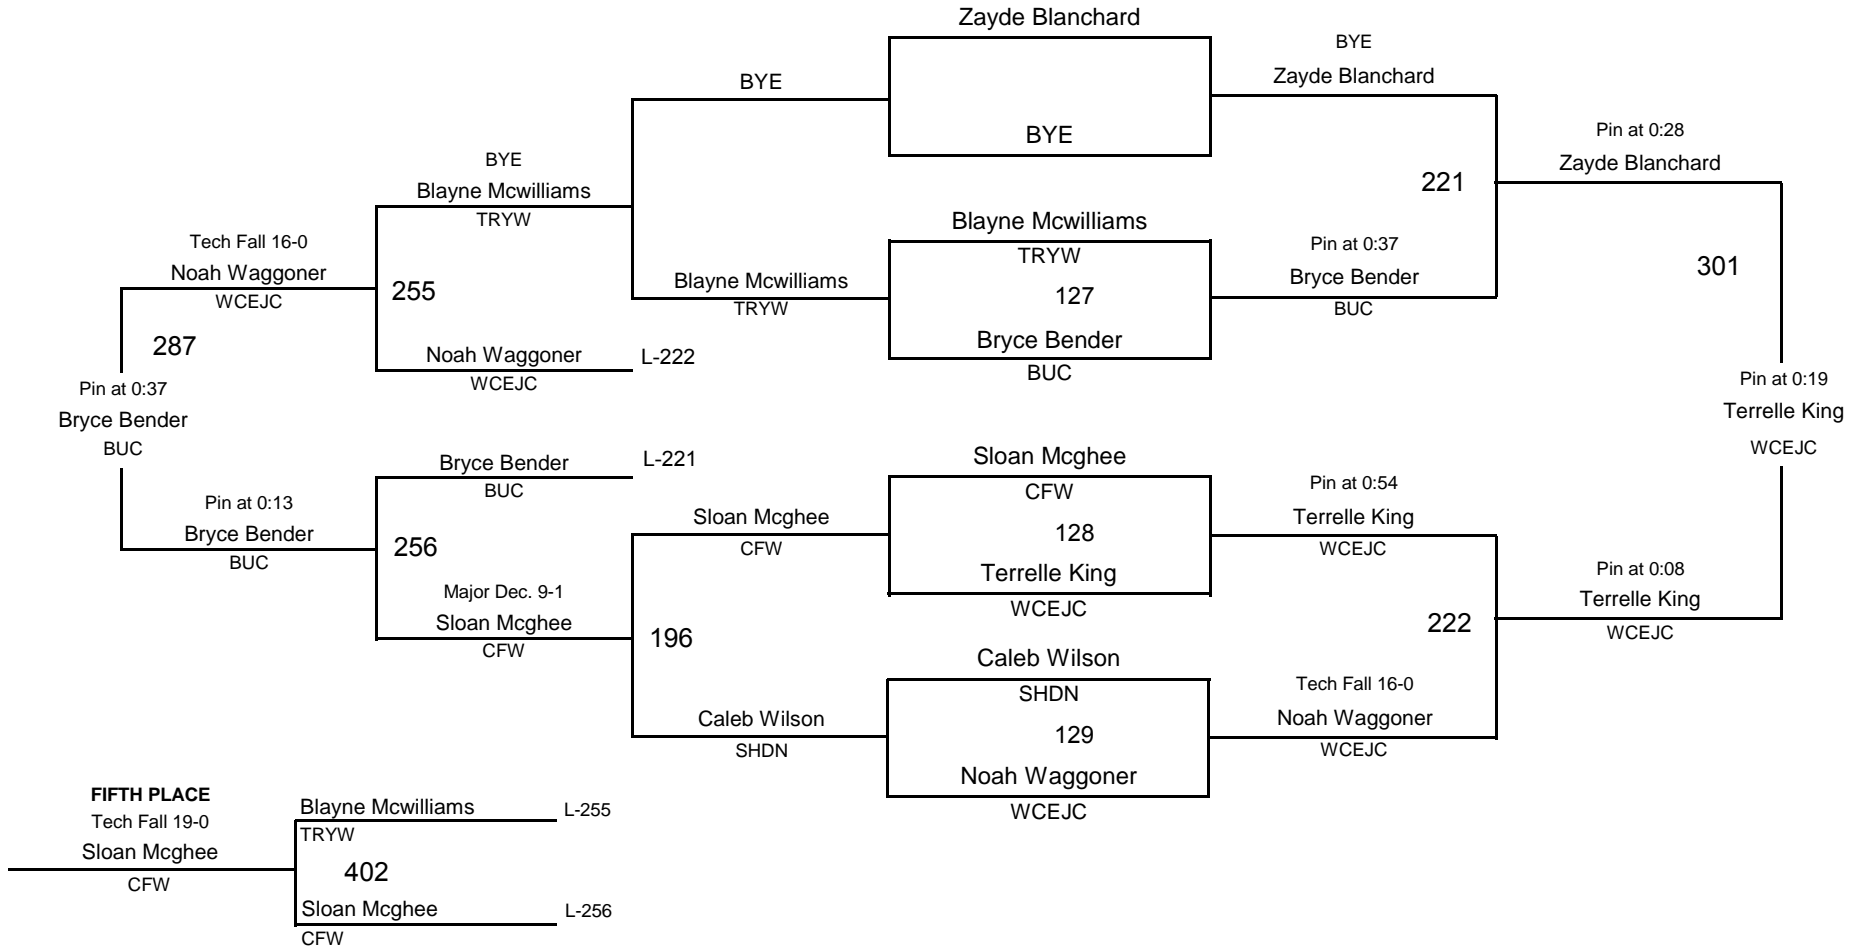 Zayde Blanchard
BYE
BYE
Zayde Blanchard
BYE
BYE
Pin at 0:28
Zayde Blanchard
BYE
Blayne Mcwilliams
TRYW
221
Blayne Mcwilliams
TRYW
127
Bryce Bender
BUC
Pin at 0:37
Bryce Bender
BUC
301
Tech Fall 16-0
Noah Waggoner
WCEJC
255
Blayne Mcwilliams
TRYW
287
Noah Waggoner
WCEJC
L-222
Pin at 0:37
Bryce Bender
BUC
Pin at 0:19
Terrelle King
WCEJC
Bryce Bender
BUC
L-221
Sloan Mcghee
CFW
128
Terrelle King
WCEJC
Pin at 0:54
Terrelle King
WCEJC
Pin at 0:13
Bryce Bender
BUC
256
Sloan Mcghee
CFW
Major Dec. 9-1
Sloan Mcghee
CFW
196
Pin at 0:08
Terrelle King
WCEJC
222
Caleb Wilson
SHDN
129
Noah Waggoner
WCEJC
Tech Fall 16-0
Noah Waggoner
WCEJC
Caleb Wilson
SHDN
FIFTH PLACE
Tech Fall 19-0
Sloan Mcghee
CFW
Blayne Mcwilliams
L-255
TRYW
402
Sloan Mcghee
L-256
CFW